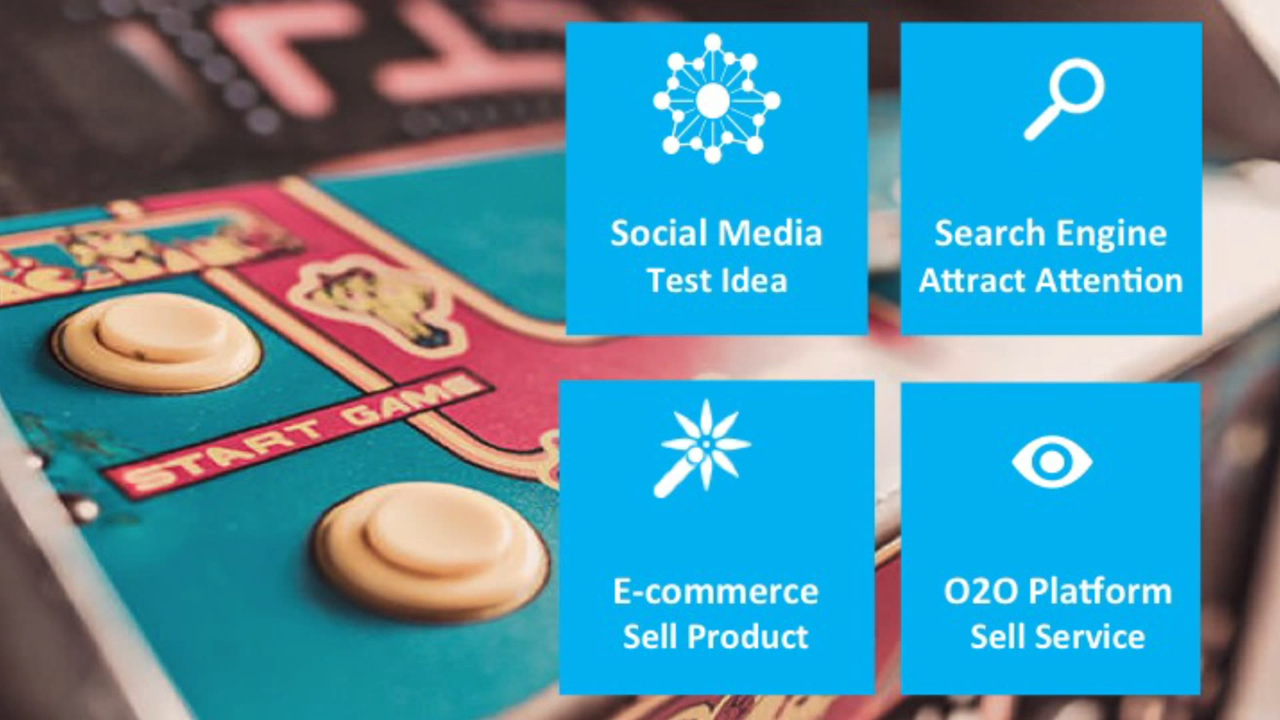 Social Media
Test Idea
Search Engine
Attract Attention
START GAME
E-commerce
Sell Product
O2O Platform
Sell Service